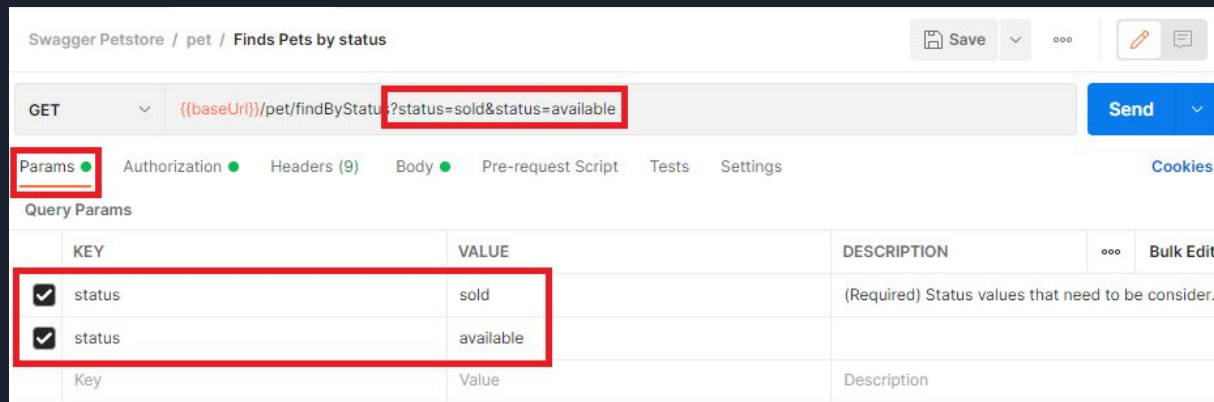 Swagger Petstore / pet / Finds Pets by status
Save
GET
{{baseUrl}}/pet/findByStatus?status=sold&status=available
Send
Params Authorization Headers (9) Body Pre-request Script Tests Settings Cookies
Query Params
KEY VALUE DESCRIPTION ooo Bulk Edit
status sold (Required) Status values that need to be consider.
status available
Key Value Description